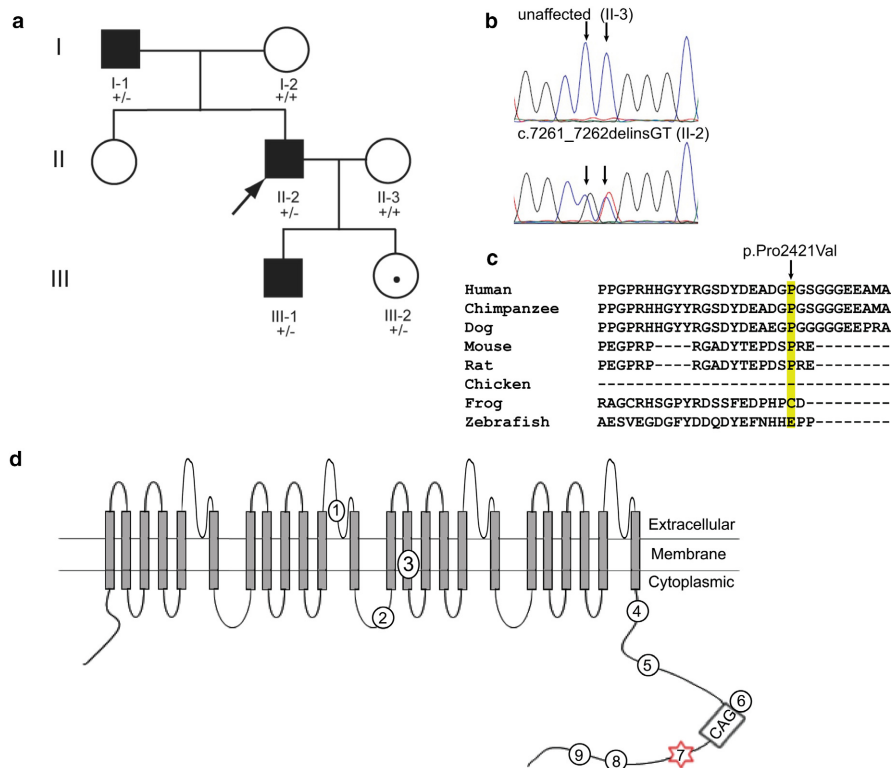 a
I
I-1
+/-
I-2
+/+
II
II-2
+/-
II-3
+/+
III
III-1
+/-
III-2
+/-
b
unaffected (II-3)
c.7261_7262delinsGT (II-2)
c
p.Pro2421Val
Human PPGPRHHGYYRGSDYDEADGPGSGGGEEAMA
Chimpanzee PPGPRHHGYYRGSDYDEADGPGSGGGEEAMA
Dog PPGPRHHGYYRGSDYDEAEGPGGGGGEEPRA
Mouse PEGPRP----RGADYTEPDSPRE--------
Rat PEGPRP----RGADYTEPDSPRE--------
Chicken -------------------------------
Frog RAGCRHSGPYRDSSFEDPHPCD---------
Zebrafish AESVEGDGFYDDQDYEFNHHEPP--------
d
Extracellular
Membrane
Cytoplasmic
1
2
3
4
5
6
CAG
7
8
9